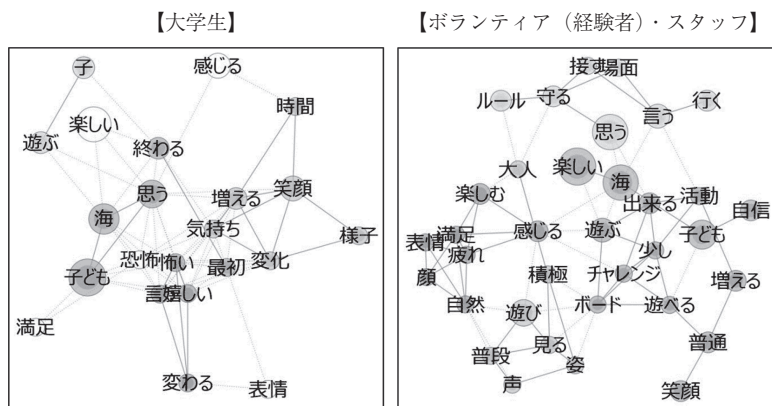 【大学生】
子
感じる
楽しい
時間
遊ぶ
終わる
思う
増える
笑顔
海
気持ち
様子
恐怖
怖い
最初
変化
子ども
言
嬉しい
満足
変わる
表情
【ボランティア（経験者）・スタッフ】
接す
場面
ルール
守る
言う
行く
思う
大人
楽しい
海
楽しむ
出来る
活動
自信
表情
満足
感じる
遊ぶ
子ども
疲れ
少し
顔
積極
チャレンジ
増える
自然
遊び
ボード
遊べる
普段
見る
普通
声
姿
笑顔